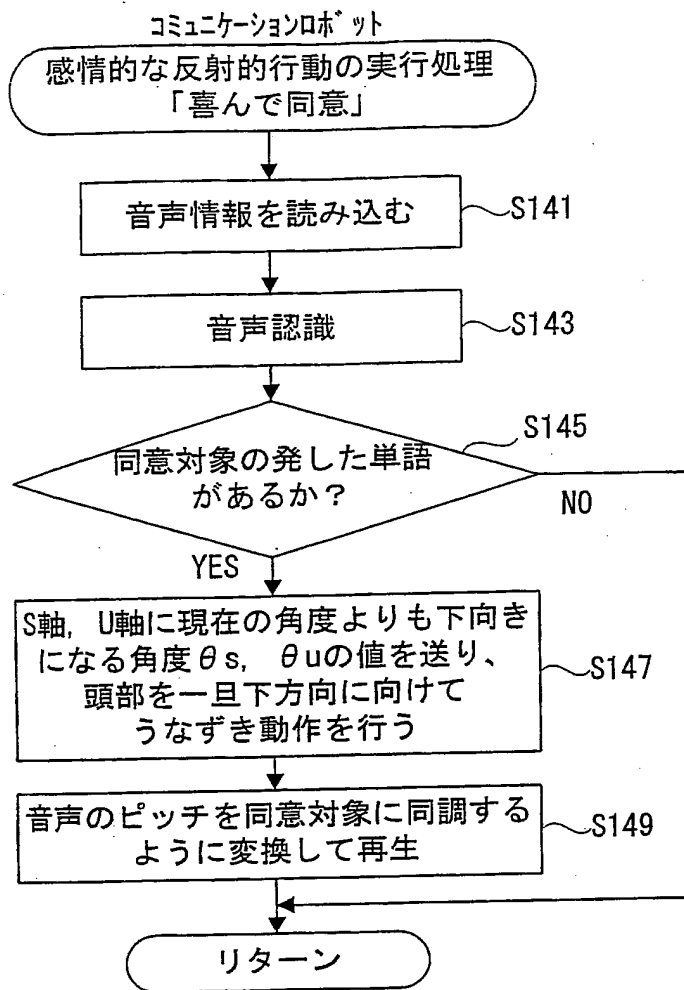 コミュニケーションロボット
感情的な反射的行動の実行処理
「喜んで同意」
音声情報を読み込む
S141
音声認識
S143
S145
同意対象の発した単語
があるか？
NO
YES
S軸，U軸に現在の角度よりも下向き
になる角度θs，θuの値を送り、
頭部を一旦下方向に向けて
うなずき動作を行う
S147
音声のピッチを同意対象に同調する
ように変換して再生
S149
リターン